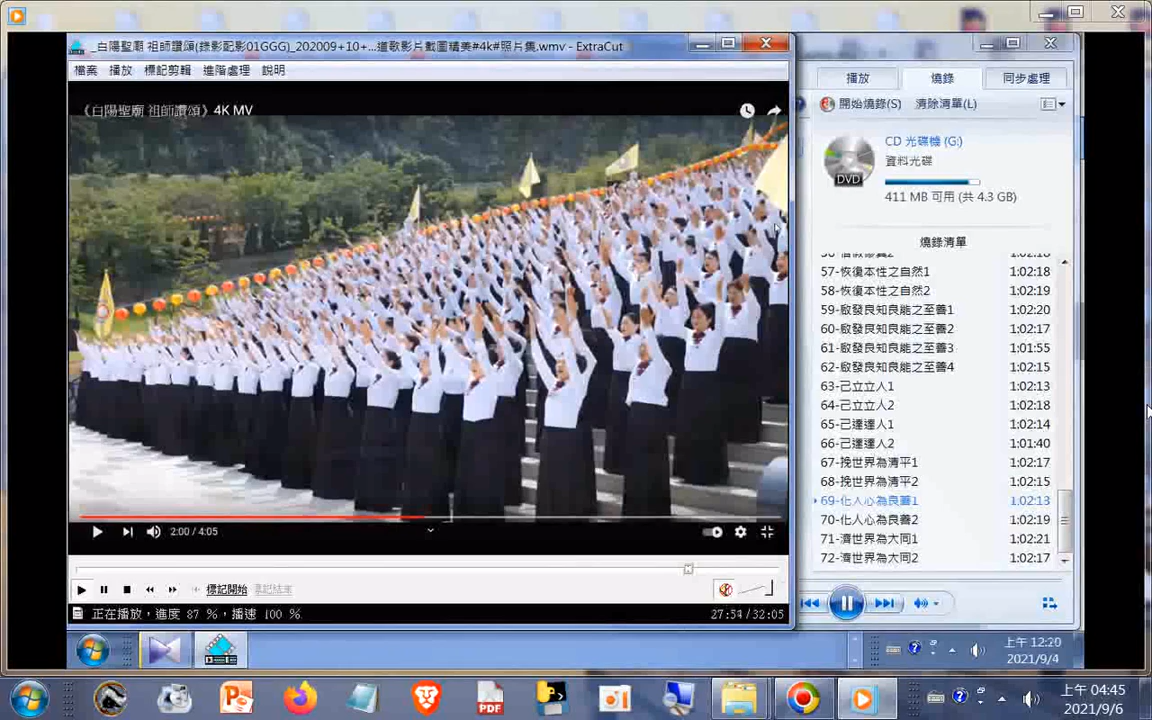 _白陽聖廟 祖師讚頌(錄影配影01GGG)_202009+10+...道歌影片截圖精美#4k#照片集.wmv - ExtraCut
檔案 播放 標記剪輯 進階處理 說明
《白陽聖廟 祖師讚頌》4K MV
2:00 / 4:05
標記開始 標記結束
正在播放，進度 87 %，播速 100 %
27:54 / 32:05
播放 燒錄 同步處理
開始燒錄(S) 清除清單(L)
CD 光碟機 (G:)
資料光碟
DVD
411 MB 可用 (共 4.3 GB)
燒錄清單
57-恢復本性之自然1 1:02:18
58-恢復本性之自然2 1:02:19
59-啟發良知良能之至善1 1:02:20
60-啟發良知良能之至善2 1:02:17
61-啟發良知良能之至善3 1:01:55
62-啟發良知良能之至善4 1:02:15
63-己立立人1 1:02:13
64-己立立人2 1:02:18
65-己達達人1 1:02:14
66-己達達人2 1:01:40
67-挽世界為清平1 1:02:17
68-挽世界為清平2 1:02:15
69-化人心為良善1 1:02:13
70-化人心為良善2 1:02:19
71-濟世界為大同1 1:02:21
72-濟世界為大同2 1:02:17
上午 12:20
2021/9/4
PDF
上午 04:45
2021/9/6